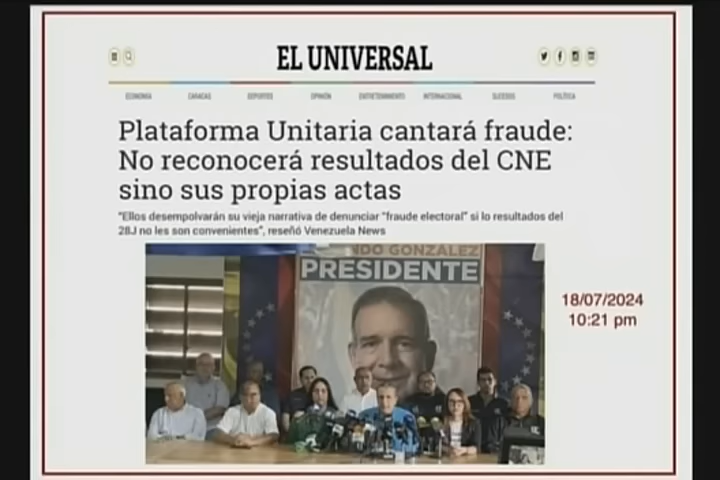 EL UNIVERSAL
ECONOMÍA CARACAS DEPORTES OPINIÓN ENTRETENIMIENTO INTERNACIONAL SUCESOS POLÍTICA
Plataforma Unitaria cantará fraude:
No reconocerá resultados del CNE
sino sus propias actas
"Ellos desempolvarán su vieja narrativa de denunciar "fraude electoral" si lo resultados del
28J no les son convenientes", reseñó Venezuela News
NDO GONZÁLEZ
PRESIDENTE
18/07/2024
10:21 pm